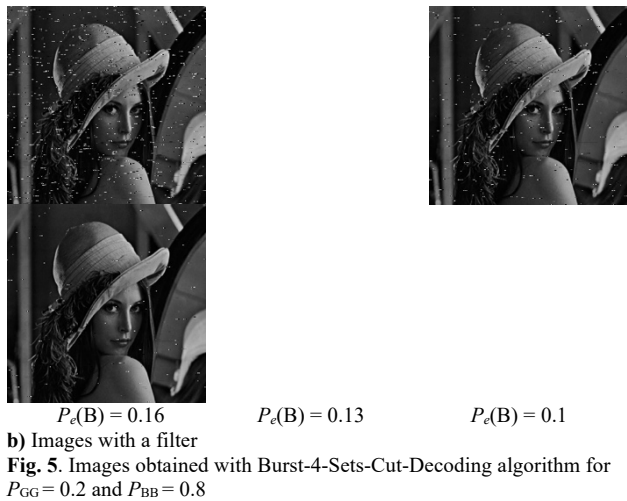 Pe(B) = 0.16 Pe(B) = 0.13 Pe(B) = 0.1
b) Images with a filter
Fig. 5. Images obtained with Burst-4-Sets-Cut-Decoding algorithm for
PGG = 0.2 and PBB = 0.8